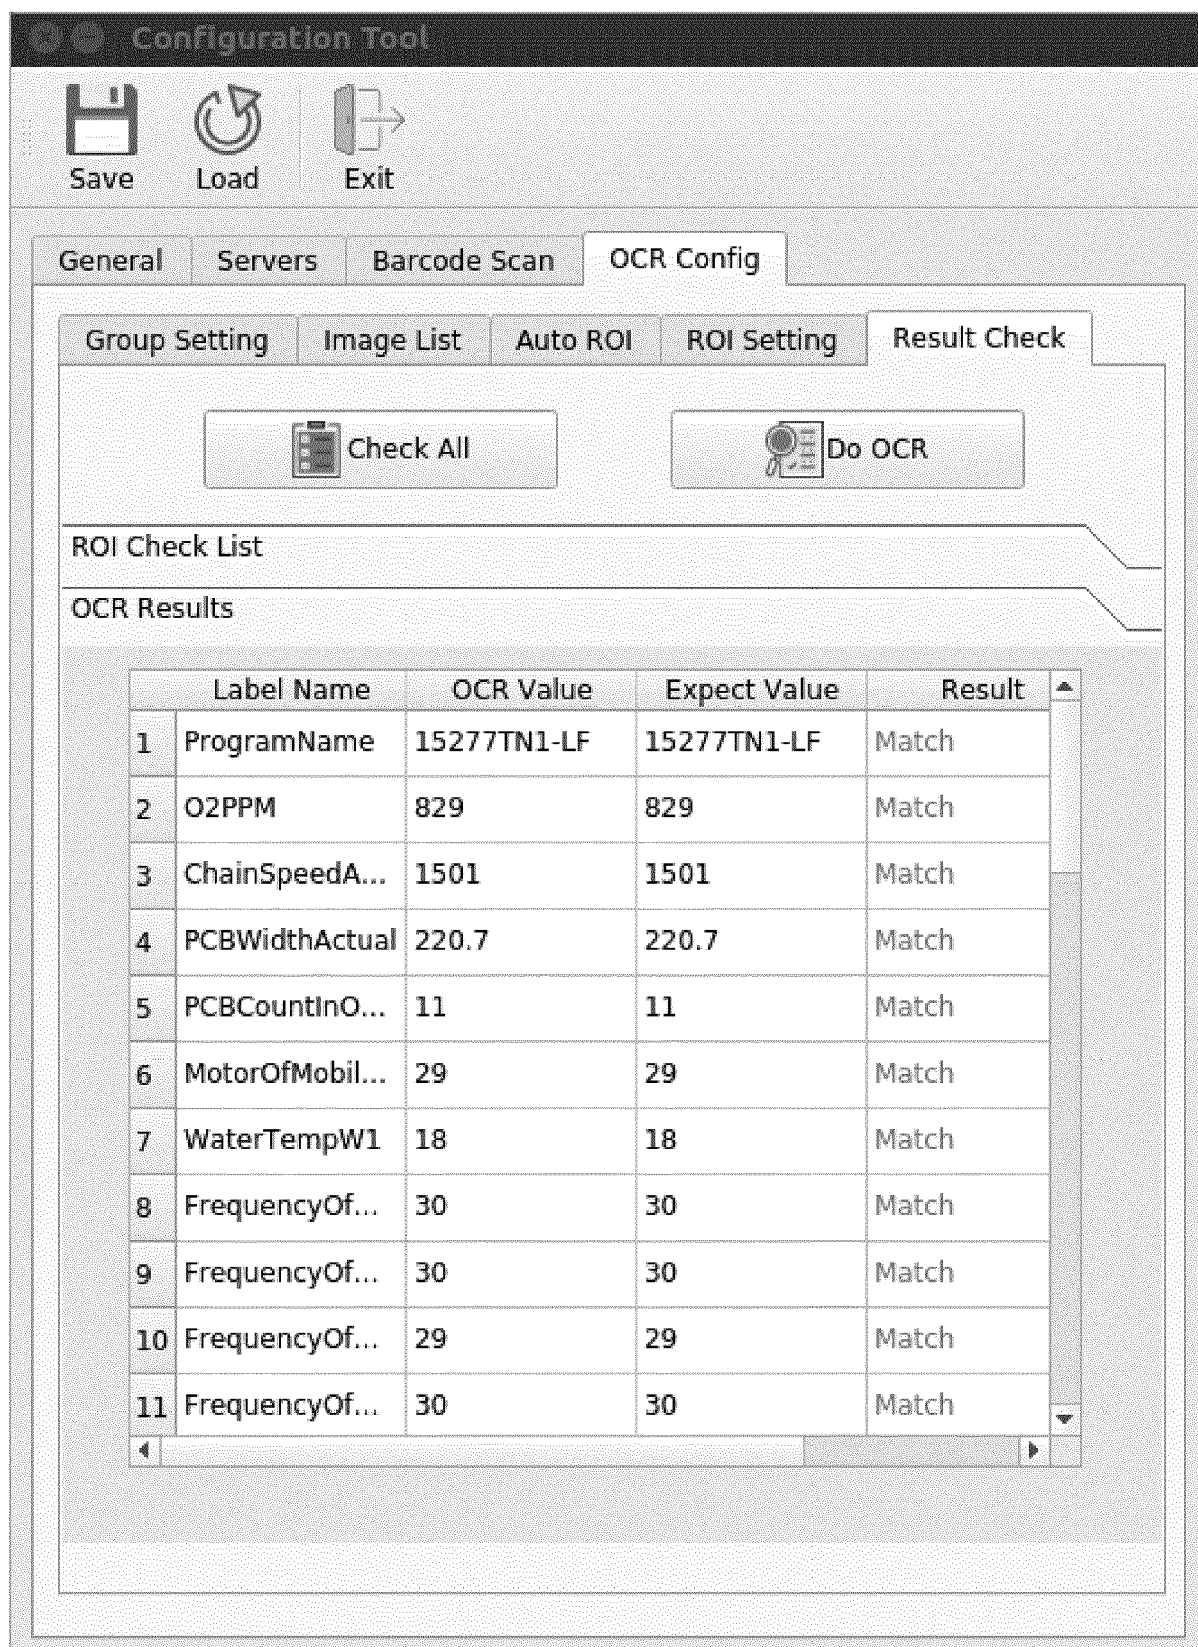 Configuration Tool
Save Load Exit
General Servers Barcode Scan OCR Config
Group Setting Image List Auto ROI ROI Setting Result Check
Check All Do OCR
ROI Check List
OCR Results
Label Name OCR Value Expect Value Result
1 ProgramName 15277TN1-LF 15277TN1-LF Match
2 O2PPM 829 829 Match
3 ChainSpeedA... 1501 1501 Match
4 PCBWidthActual 220.7 220.7 Match
5 PCBCountInO... 11 11 Match
6 MotorOfMobil... 29 29 Match
7 WaterTempW1 18 18 Match
8 FrequencyOf... 30 30 Match
9 FrequencyOf... 30 30 Match
10 FrequencyOf... 29 29 Match
11 FrequencyOf... 30 30 Match